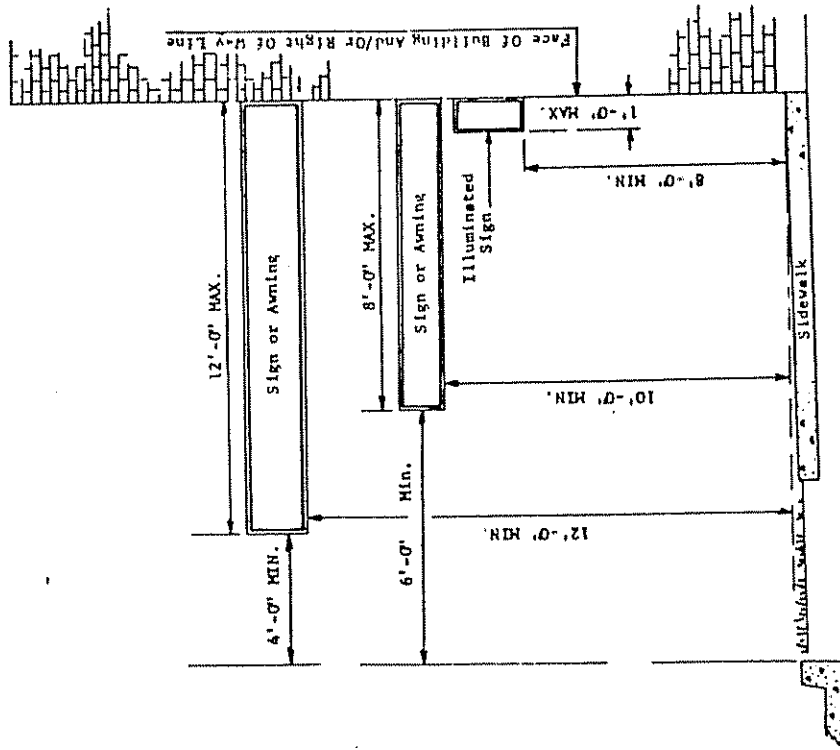 Face Of Building And/Or Right Of Way Line
12'-0" MAX.
Sign or Awning
8'-0" MAX.
Sign or Awning
Illuminated
Sign
1'-0" MAX.
8'-0" MIN.
10'-0" MIN.
12'-0" MIN.
4'-0" MIN.
6'-0" Min.
Sidewalk